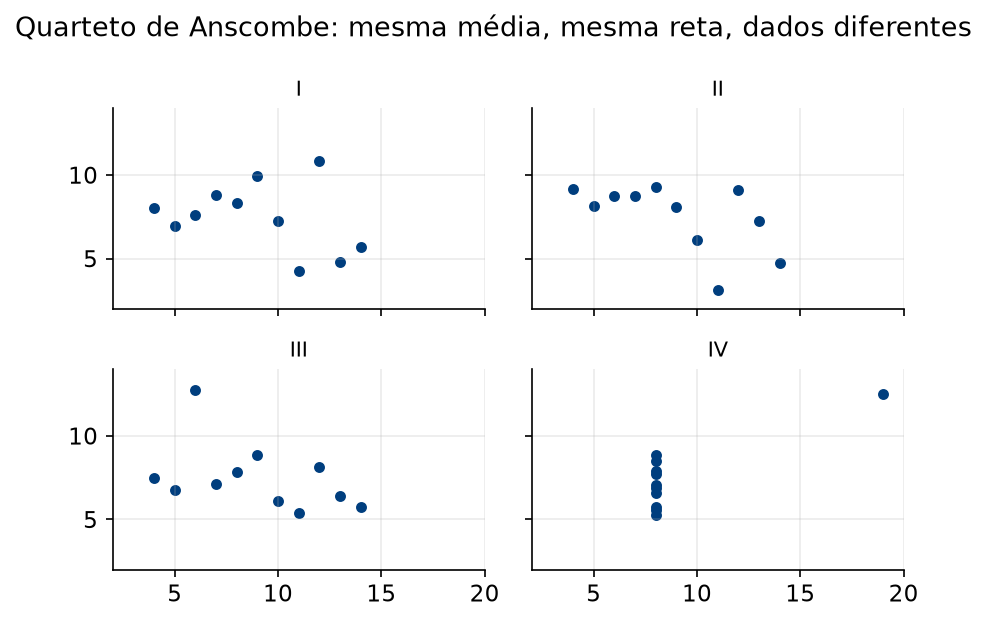 Quarteto de Anscombe: mesma média, mesma reta, dados diferentes
I
II
10
5
III
IV
10
5
5 10 15 20
5 10 15 20